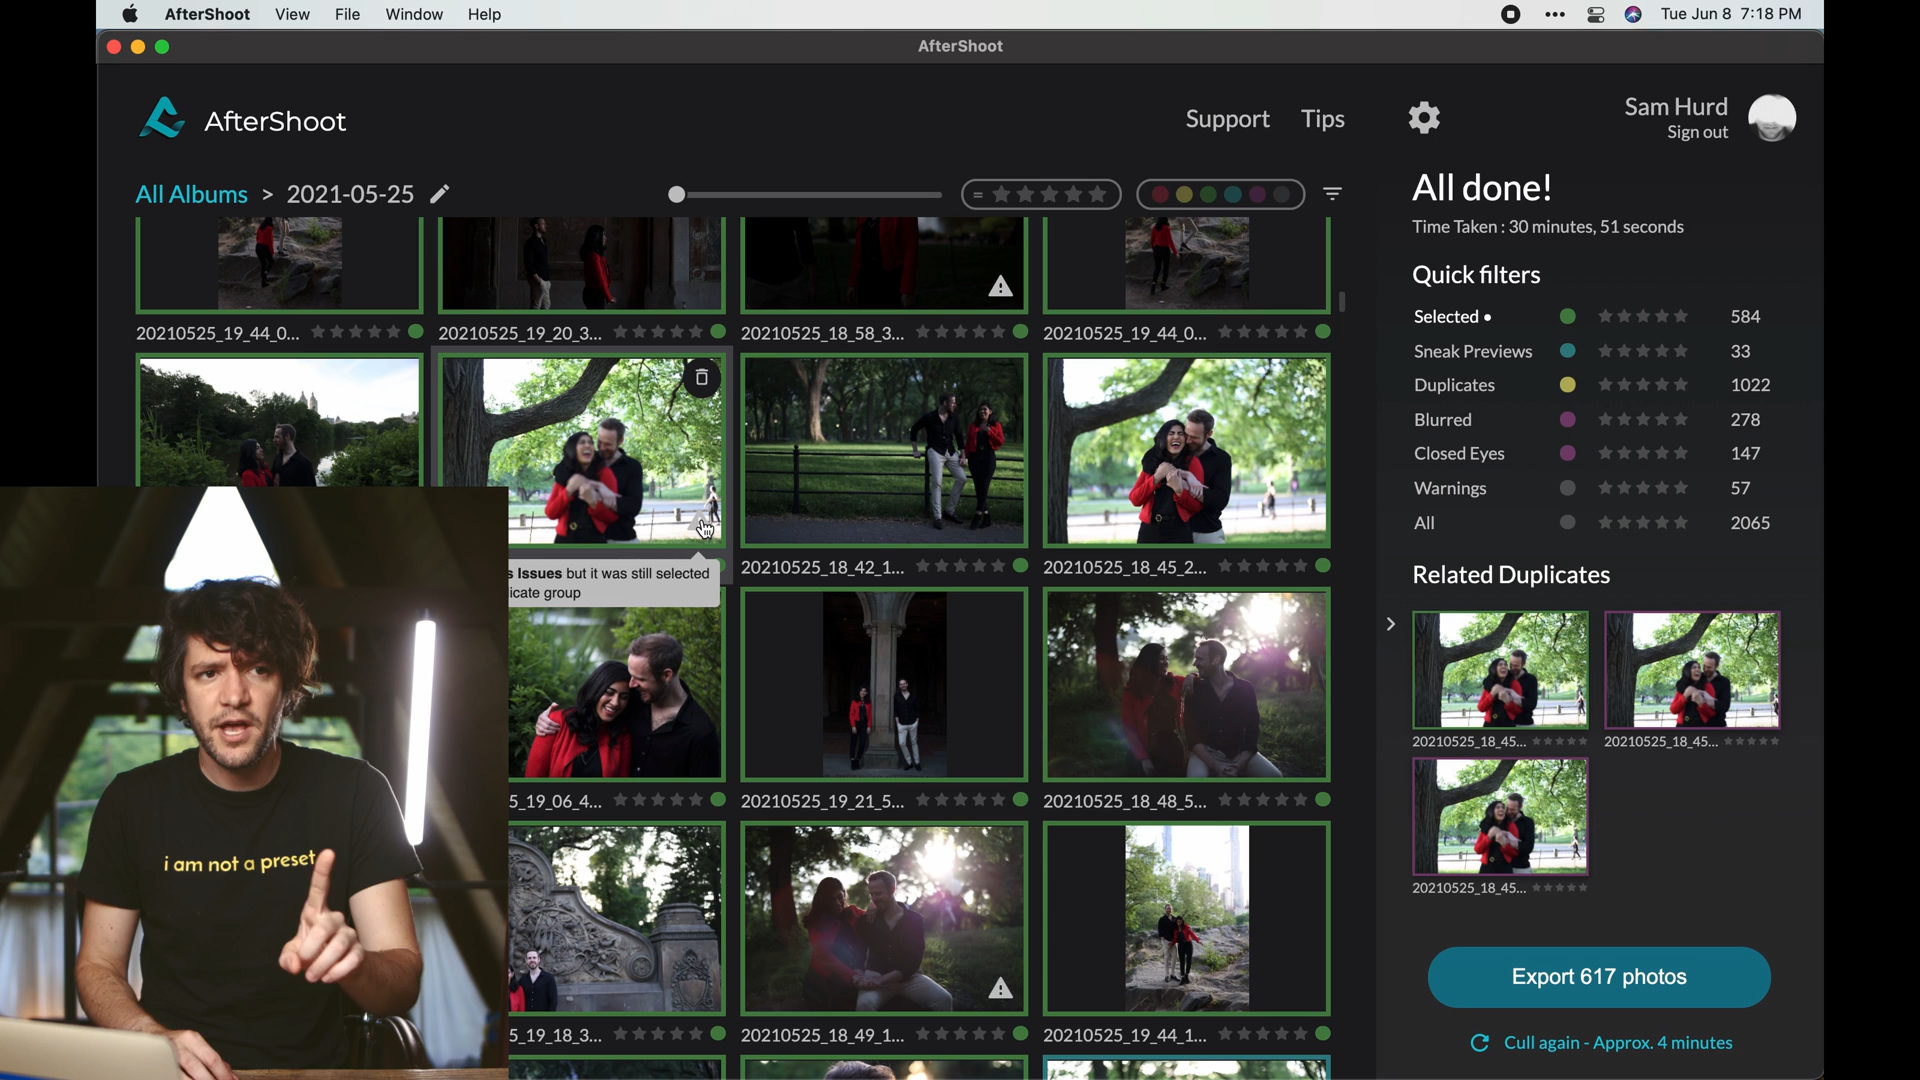 AfterShoot View File Window Help
Tue Jun 8 7:18 PM
AfterShoot
AfterShoot
Support Tips
Sam Hurd
Sign out
All Albums > 2021-05-25
=
All done!
Time Taken : 30 minutes, 51 seconds
Quick filters
Selected • 584
Sneak Previews 33
Duplicates 1022
Blurred 278
Closed Eyes 147
Warnings 57
All 2065
20210525_19_44_0... 20210525_19_20_3... 20210525_18_58_3... 20210525_19_44_0...
s Issues but it was still selected
icate group
20210525_18_42_1... 20210525_18_45_2...
5_19_06_4... 20210525_19_21_5... 20210525_18_48_5...
5_19_18_3... 20210525_18_49_1... 20210525_19_44_1...
Related Duplicates
20210525_18_45... 20210525_18_45...
20210525_18_45...
Export 617 photos
Cull again - Approx. 4 minutes
i am not a preset